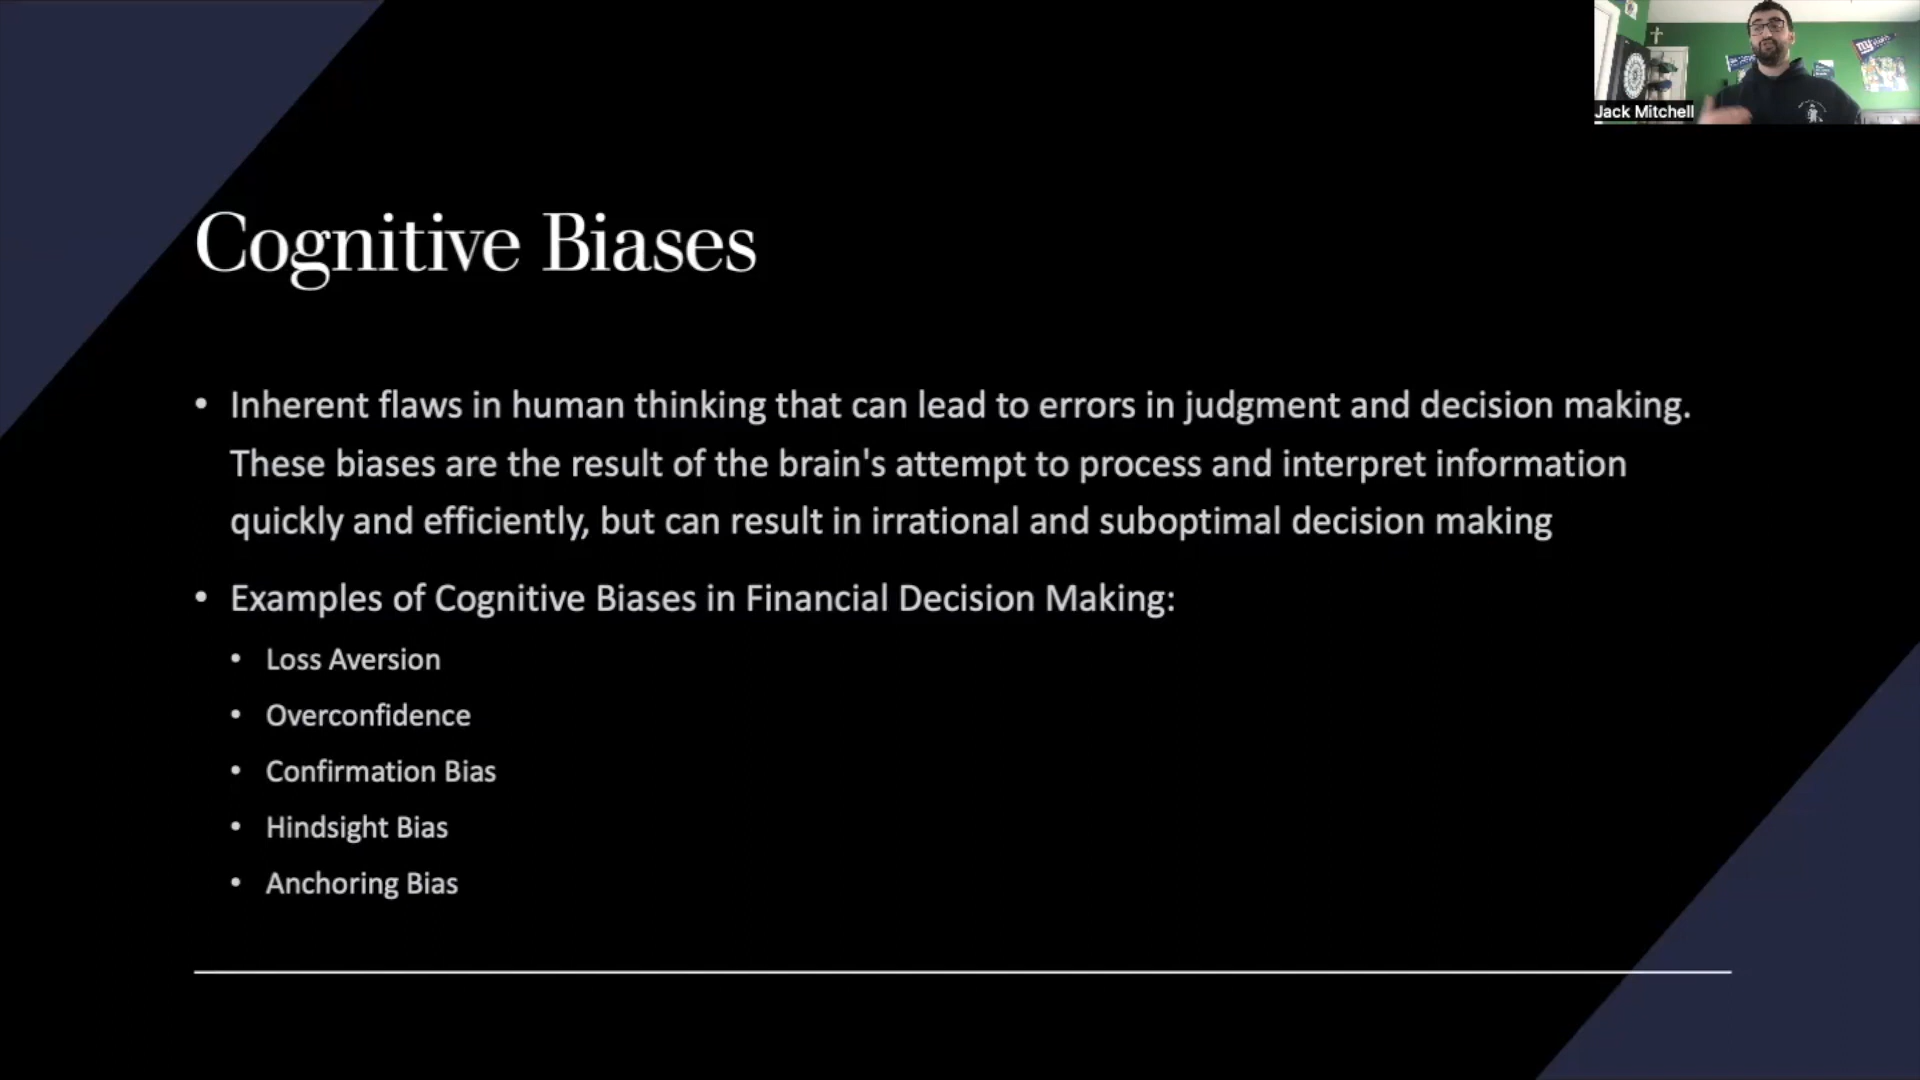 Jack Mitchell
Cognitive Biases
• Inherent flaws in human thinking that can lead to errors in judgment and decision making.
These biases are the result of the brain's attempt to process and interpret information
quickly and efficiently, but can result in irrational and suboptimal decision making
• Examples of Cognitive Biases in Financial Decision Making:
• Loss Aversion
• Overconfidence
• Confirmation Bias
• Hindsight Bias
• Anchoring Bias